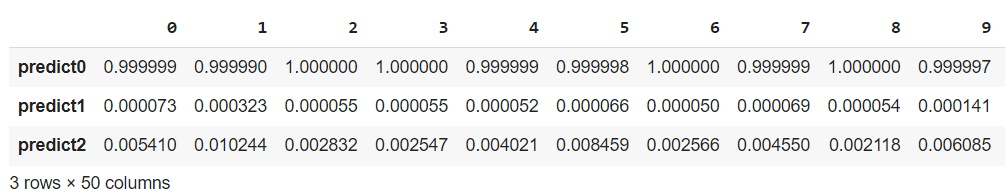 0 1 2 3 4 5 6 7 8 9
predict0 0.999999 0.999990 1.000000 1.000000 0.999999 0.999998 1.000000 0.999999 1.000000 0.999997
predict1 0.000073 0.000323 0.000055 0.000055 0.000052 0.000066 0.000050 0.000069 0.000054 0.000141
predict2 0.005410 0.010244 0.002832 0.002547 0.004021 0.008459 0.002566 0.004550 0.002118 0.006085
3 rows × 50 columns